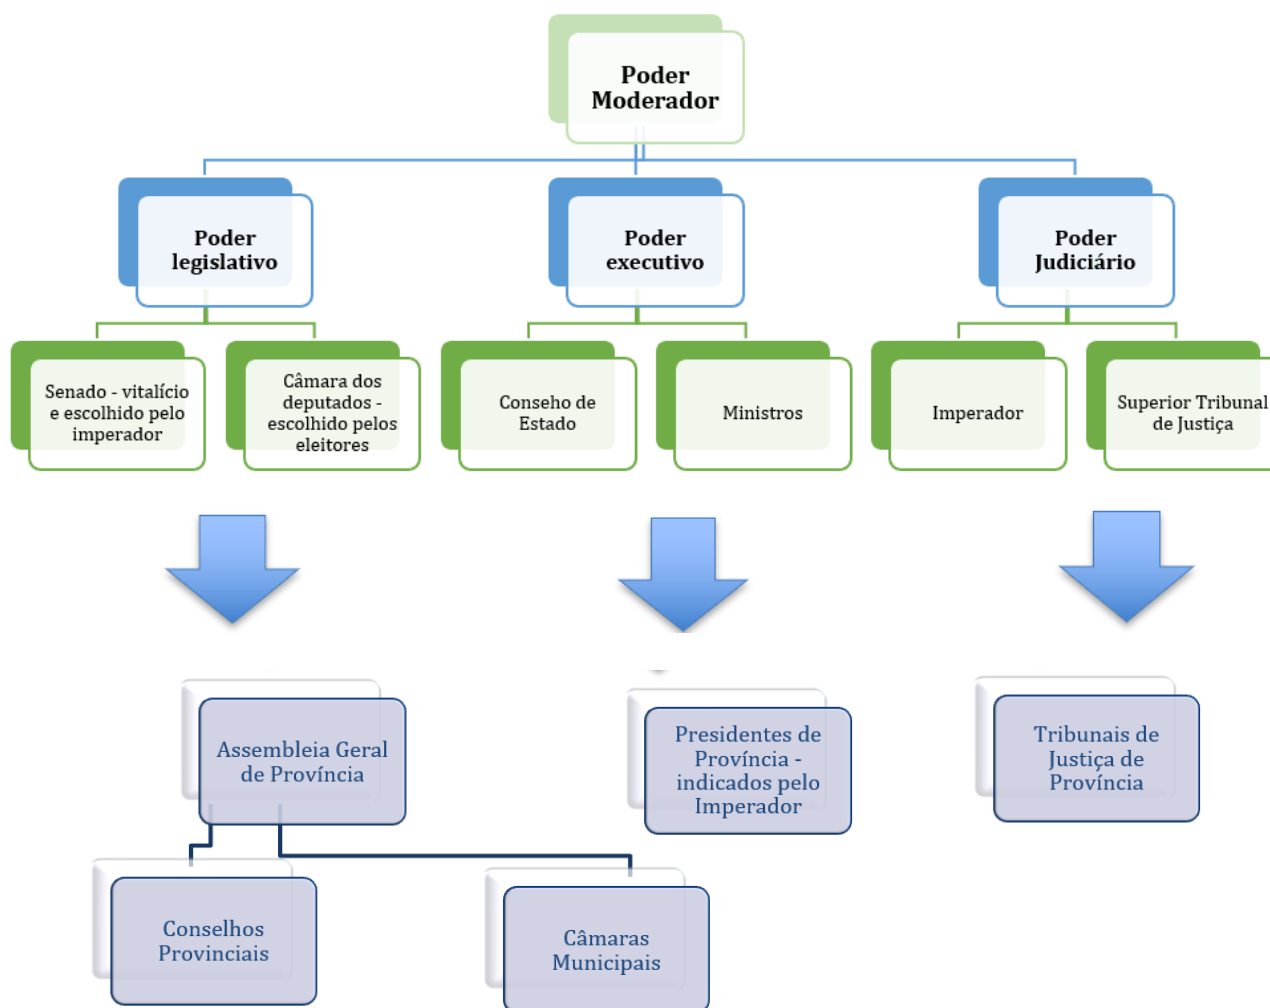 Poder
Moderador
Poder
legislativo
Poder
executivo
Poder
Judiciário
Senado - vitalício
e escolhido pelo
imperador
Câmara dos
deputados -
escolhido pelos
eleitores
Conseho de
Estado
Ministros
Imperador
Superior Tribunal
de Justiça
Assembleia Geral
de Província
Presidentes de
Província -
indicados pelo
Imperador
Tribunais de
Justiça de
Província
Conselhos
Provinciais
Câmaras
Municipais